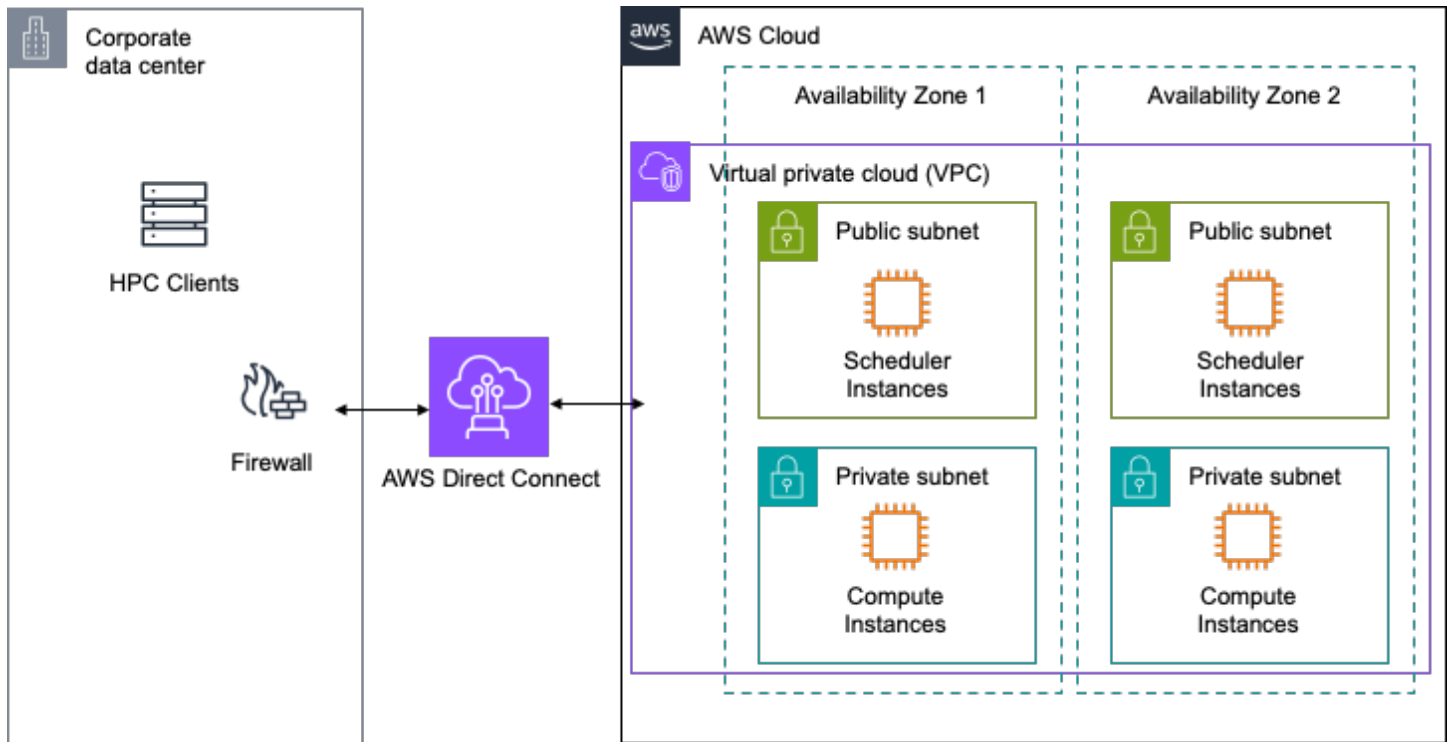 Corporate
data center
HPC Clients
Firewall
AWS Direct Connect
aws
AWS Cloud
Availability Zone 1
Availability Zone 2
Virtual private cloud (VPC)
Public subnet
Scheduler
Instances
Public subnet
Scheduler
Instances
Private subnet
Compute
Instances
Private subnet
Compute
Instances